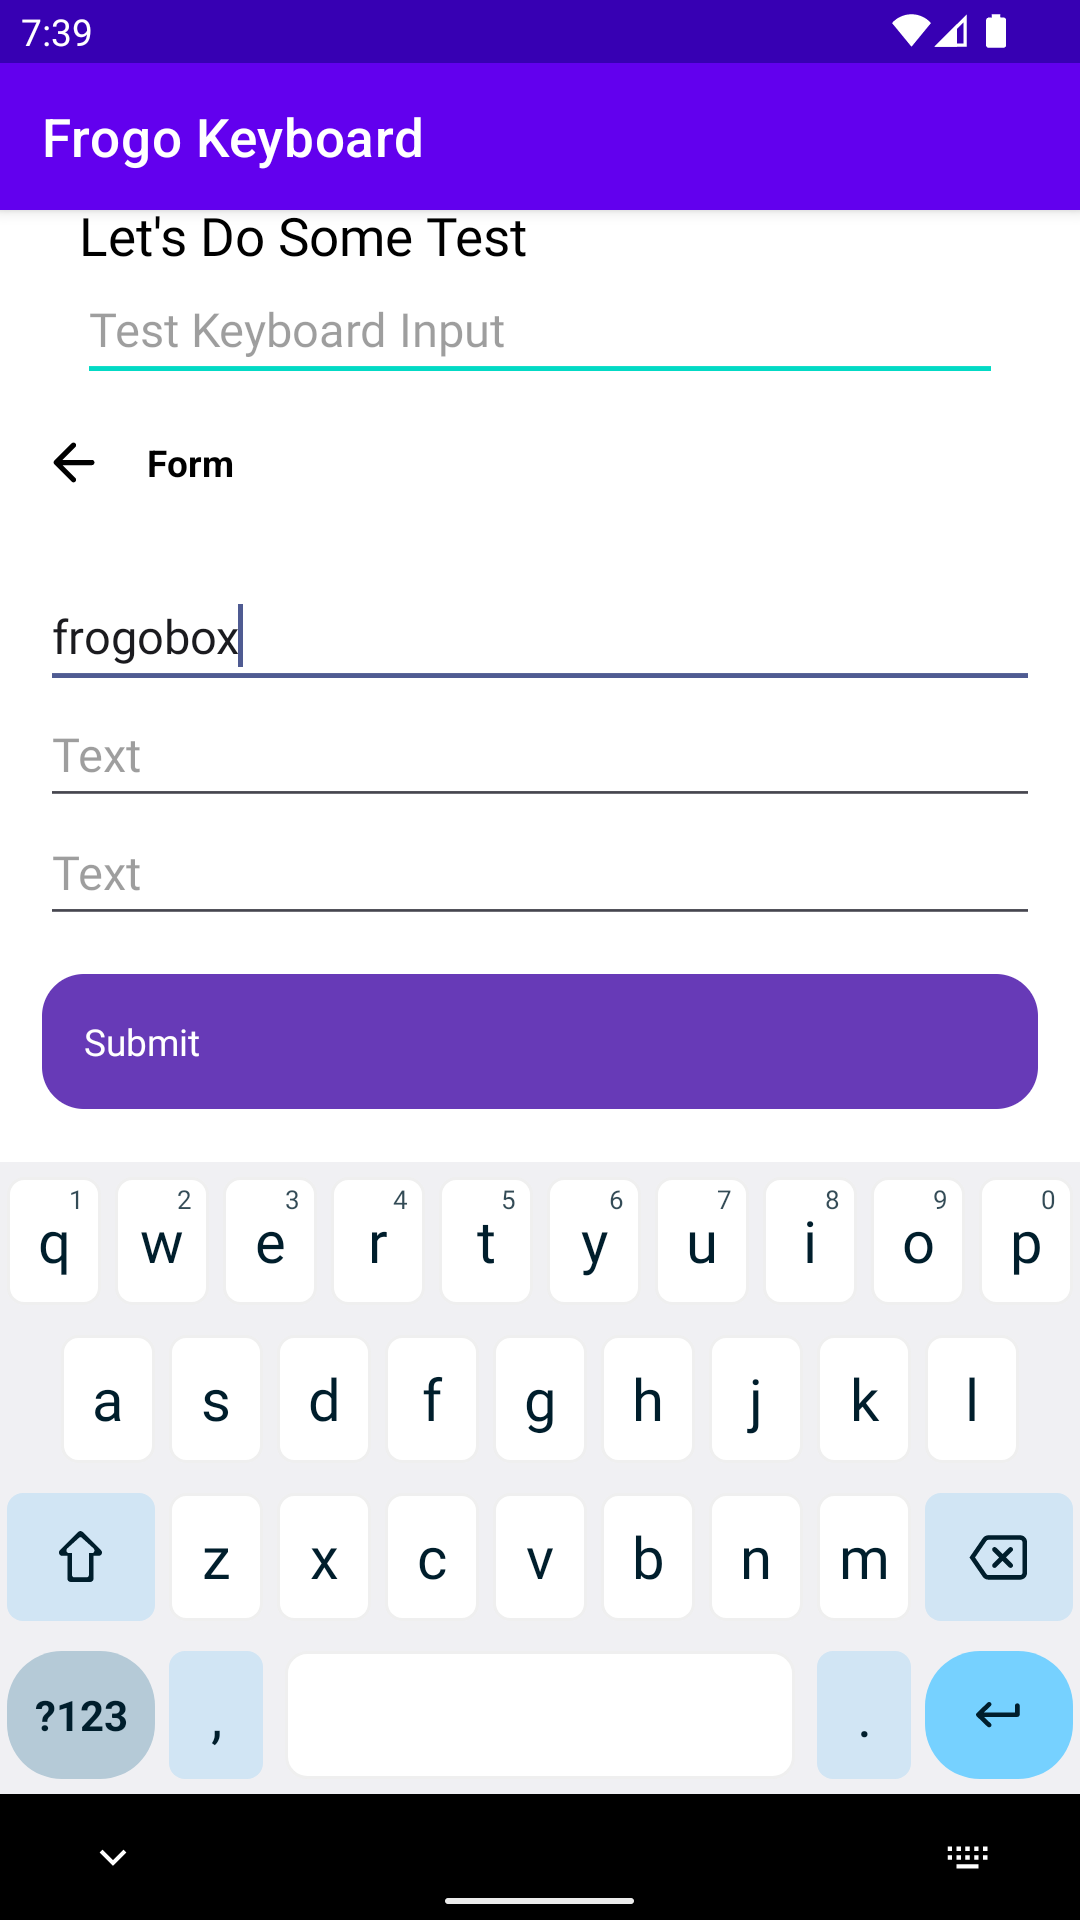 7:39
Frogo Keyboard
Let's Do Some Test
Test Keyboard Input
Form
frogobox
Text
Text
Submit
1 2 3 4 5 6 7 8 9 0
q w e r t y u i o p
a s d f g h j k l
z x c v b n m
?123 , .